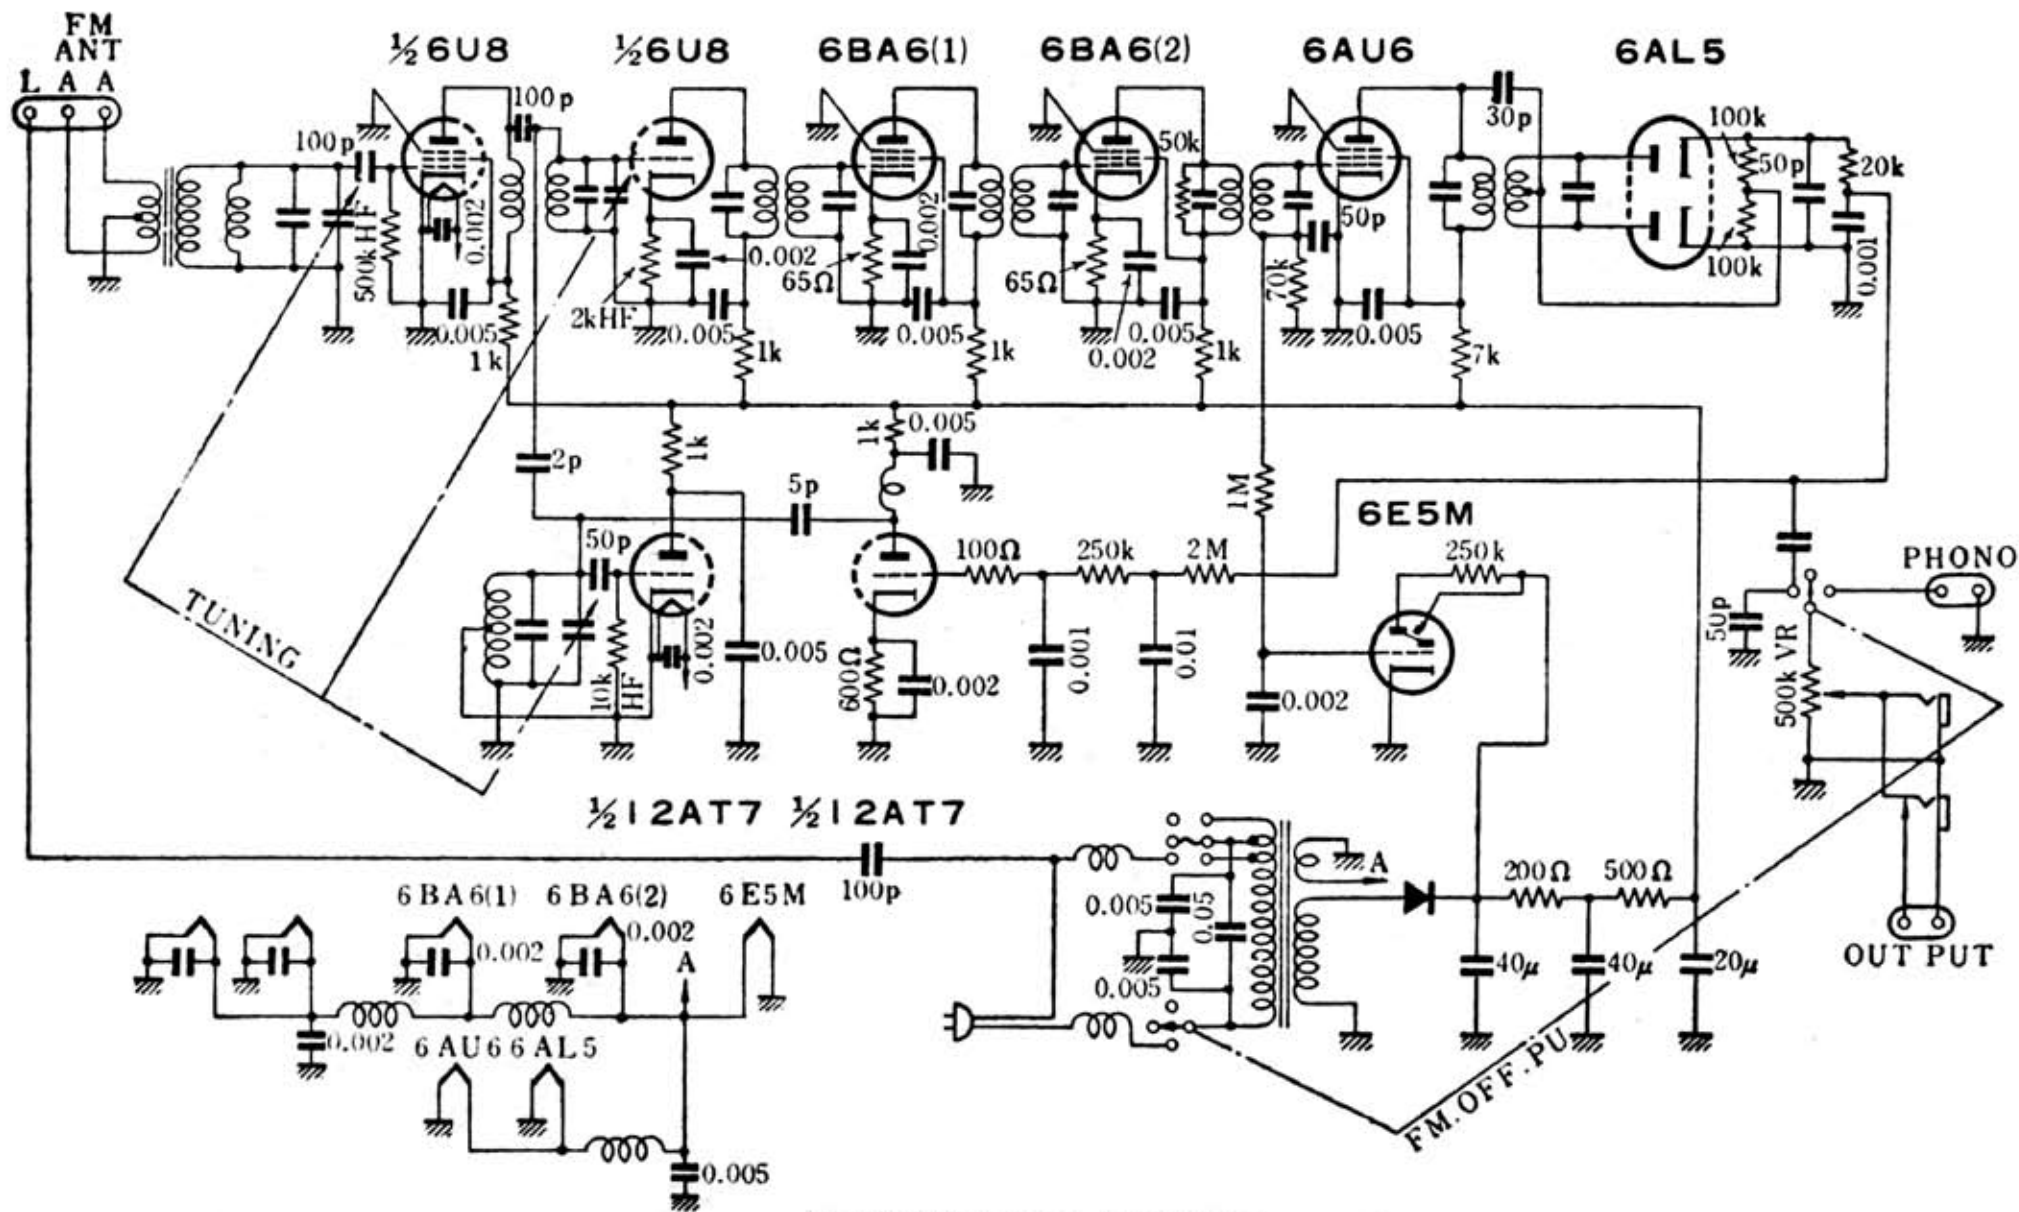 FM
ANT
L A A
½6U8
½6U8
6BA6(1)
6BA6(2)
6AU6
6AL5
100p
100p
30p
100k
50p
20k
50k
500kHF
0.002
0.002
0.002
50p
100k
0.001
65Ω
65Ω
70k
2kHF
0.005
0.005
0.005
0.002
0.005
0.005
1k
1k
1k
1k
7k
1k
1k
0.005
2p
5p
1M
6E5M
50p
100Ω
250k
2M
250k
PHONO
TUNING
10k
HF
0.002
0.005
600Ω
0.002
0.001
0.01
0.002
50p
500k VR
½12AT7
½12AT7
100p
A
200Ω
500Ω
6BA6(1)
6BA6(2)
6E5M
0.005
0.05
0.002
0.002
A
0.005
40μ
40μ
20μ
OUT PUT
0.002
6AU6
6AL5
FM.OFF.PU
0.005